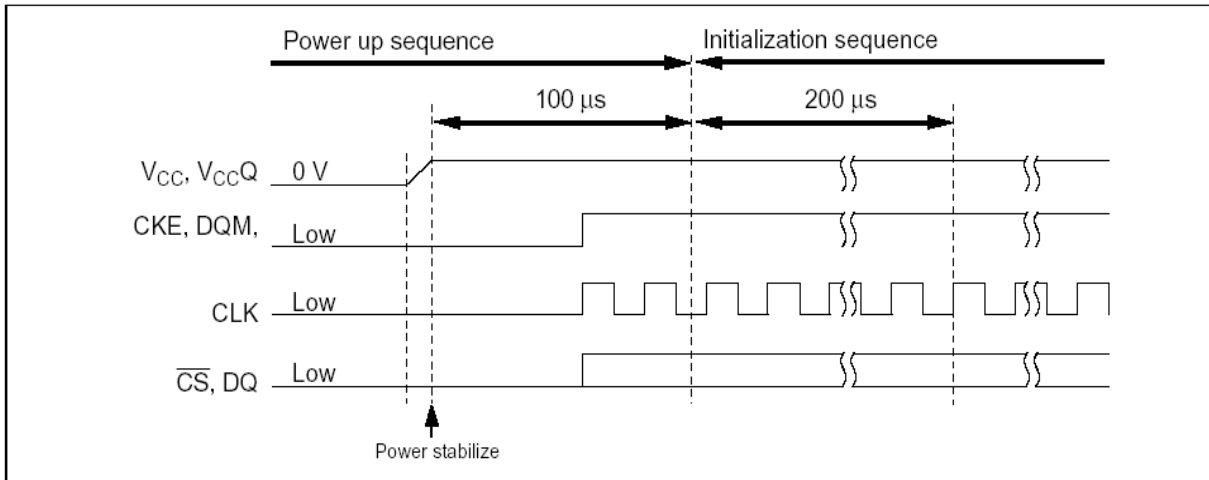 Power up sequence
Initialization sequence
100 µs
200 µs
VCC, VCCQ
0 V
CKE, DQM,
Low
CLK
Low
CS, DQ
Low
Power stabilize